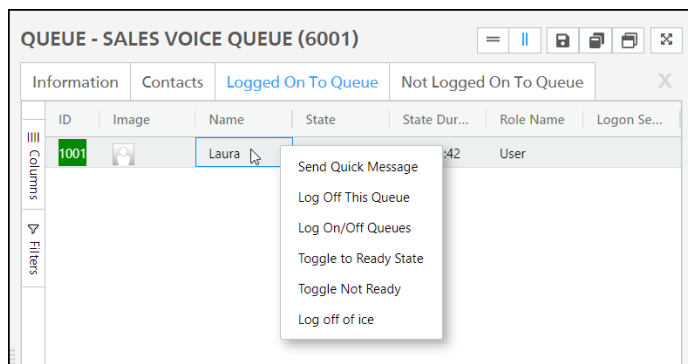 QUEUE - SALES VOICE QUEUE (6001)
Information Contacts Logged On To Queue Not Logged On To Queue X
ID Image Name State State Dur... Role Name Logon Se...
1001 Laura :42 User
Columns
Filters
Send Quick Message
Log Off This Queue
Log On/Off Queues
Toggle to Ready State
Toggle Not Ready
Log off of ice